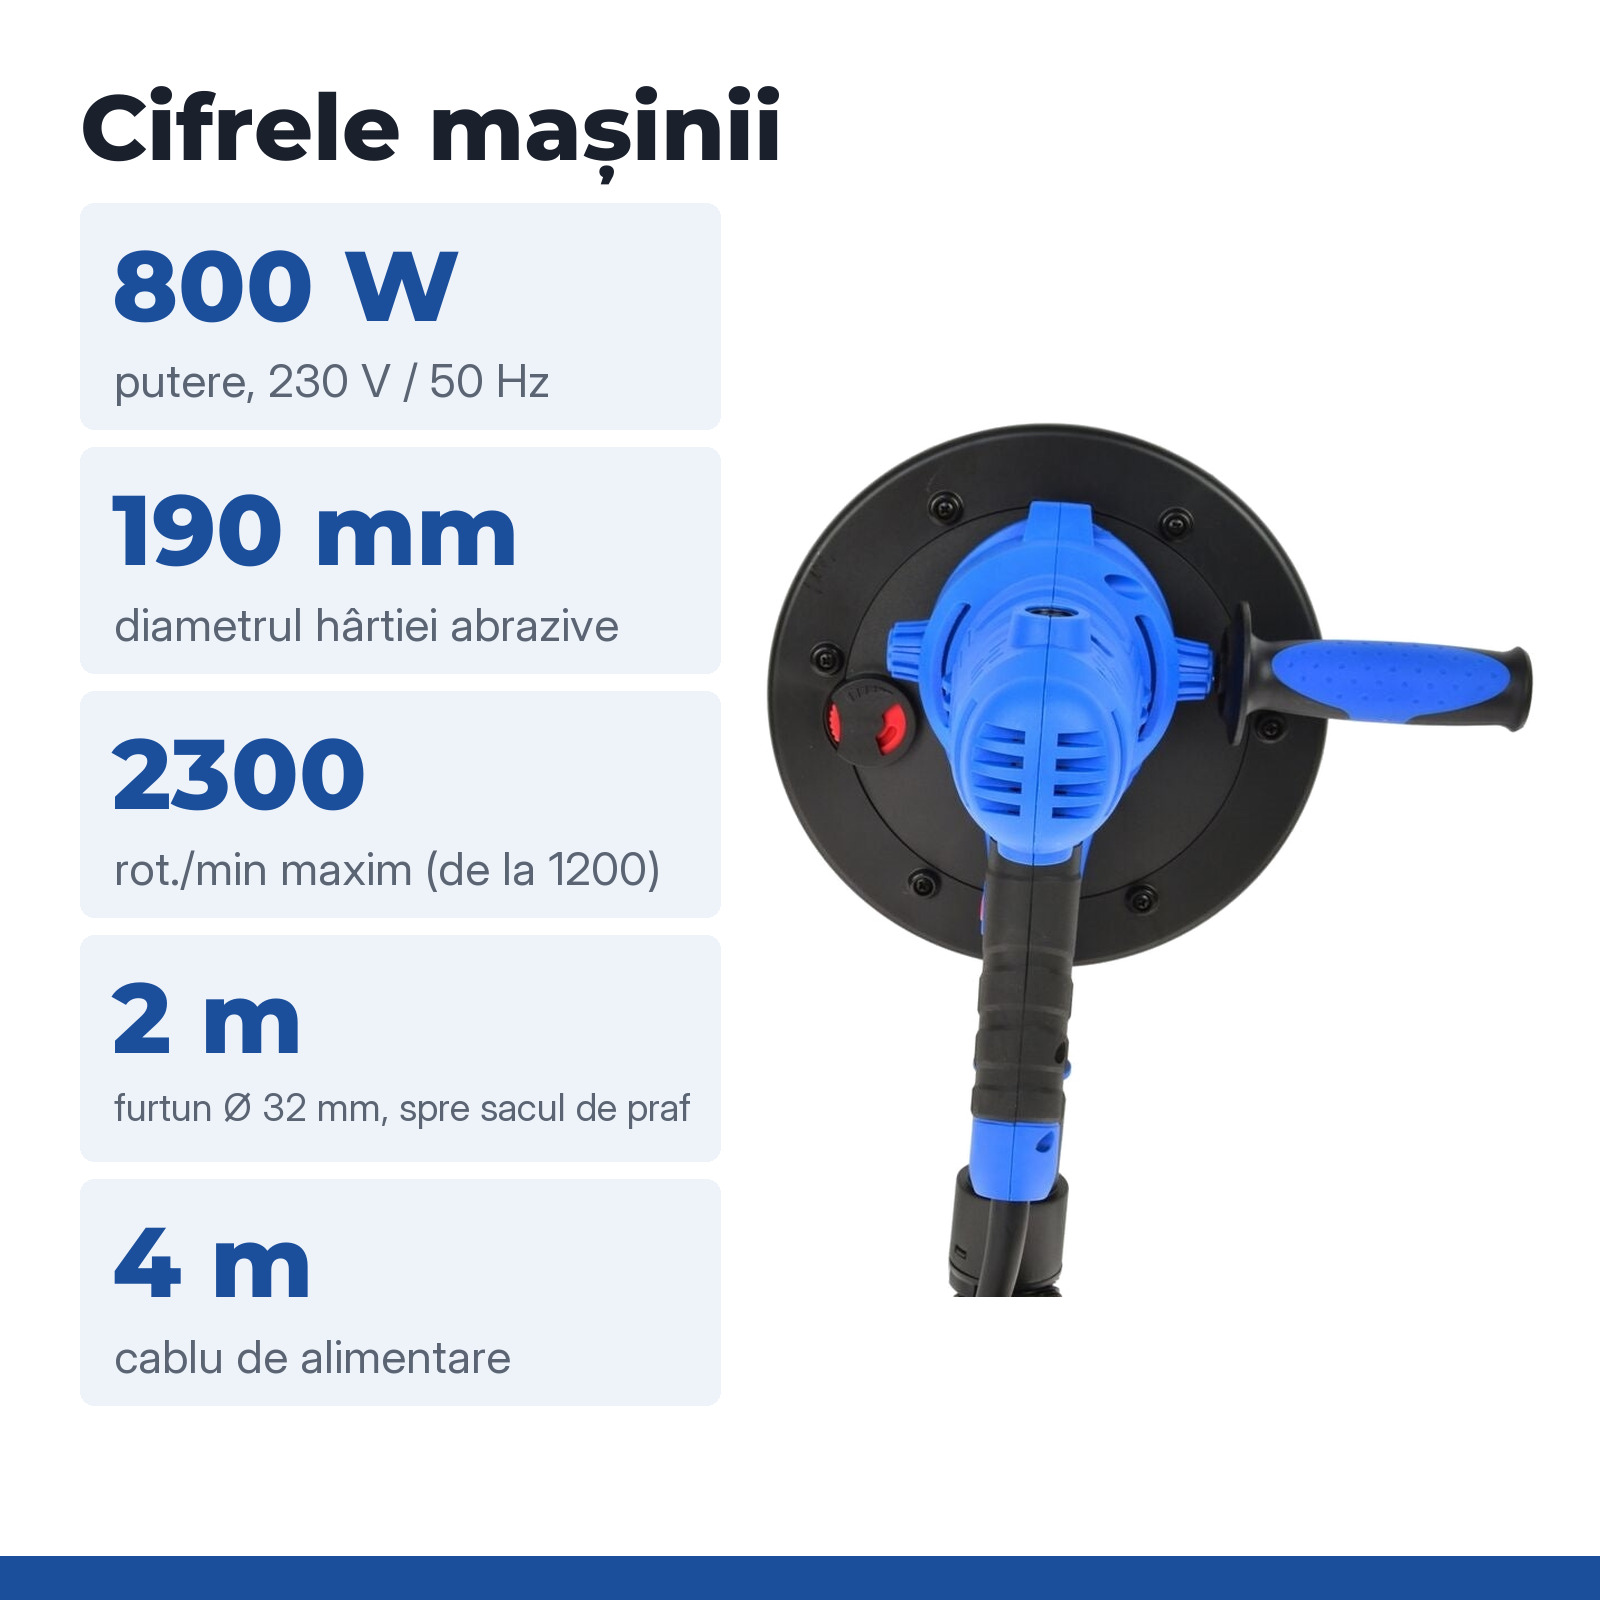 Cifrele mașinii
800 W
putere, 230 V / 50 Hz
190 mm
diametrul hârtiei abrazive
2300
rot./min maxim (de la 1200)
2 m
furtun Ø 32 mm, spre sacul de praf
4 m
cablu de alimentare